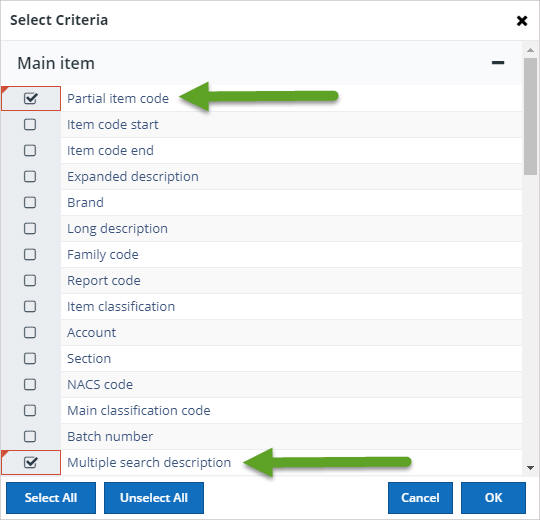 Select Criteria
Main item
Partial item code
Item code start
Item code end
Expanded description
Brand
Long description
Family code
Report code
Item classification
Account
Section
NACS code
Main classification code
Batch number
Multiple search description
Select All Unselect All Cancel OK